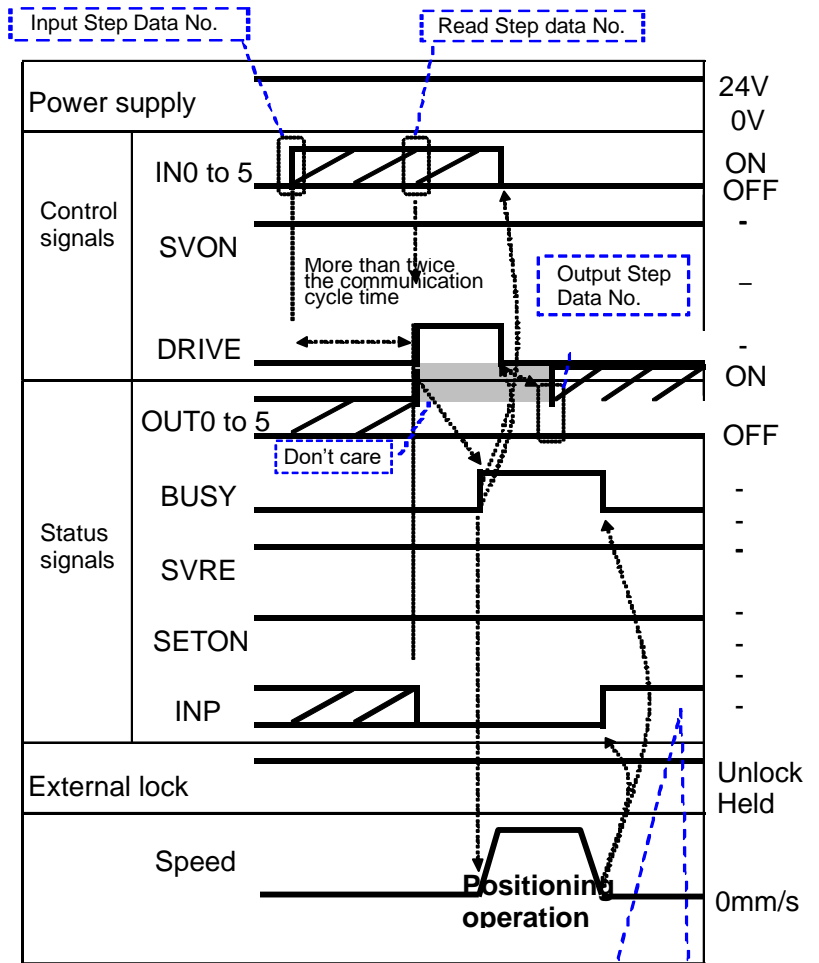 Input Step Data No.
Read Step data No.
Power supply
24V
0V
Control
signals
IN0 to 5
ON
OFF
SVON
-
More than twice
the communication
cycle time
Output Step
Data No.
–
DRIVE
-
ON
OUT0 to 5
OFF
Don't care
Status
signals
BUSY
-
-
SVRE
-
-
SETON
-
-
INP
-
External lock
Unlock
Held
Speed
Positioning
operation
0mm/s